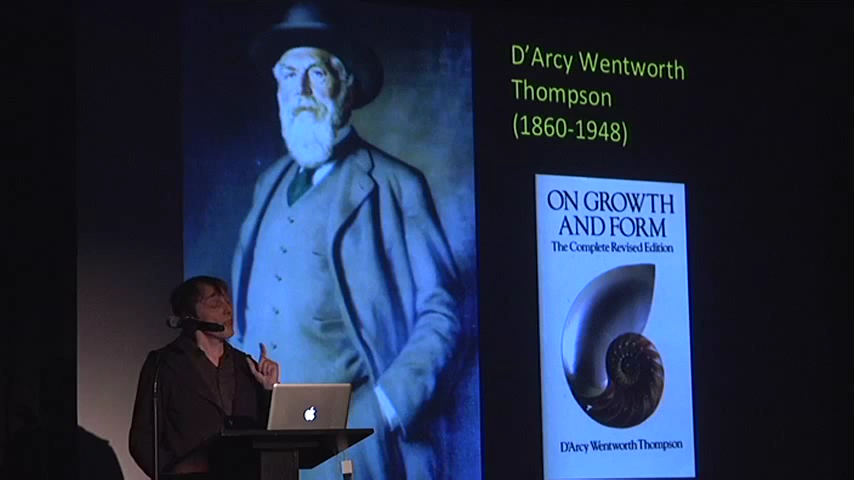 D'Arcy Wentworth
Thompson
(1860-1948)
ON GROWTH
AND FORM
The Complete Revised Edition
D'Arcy Wentworth Thompson